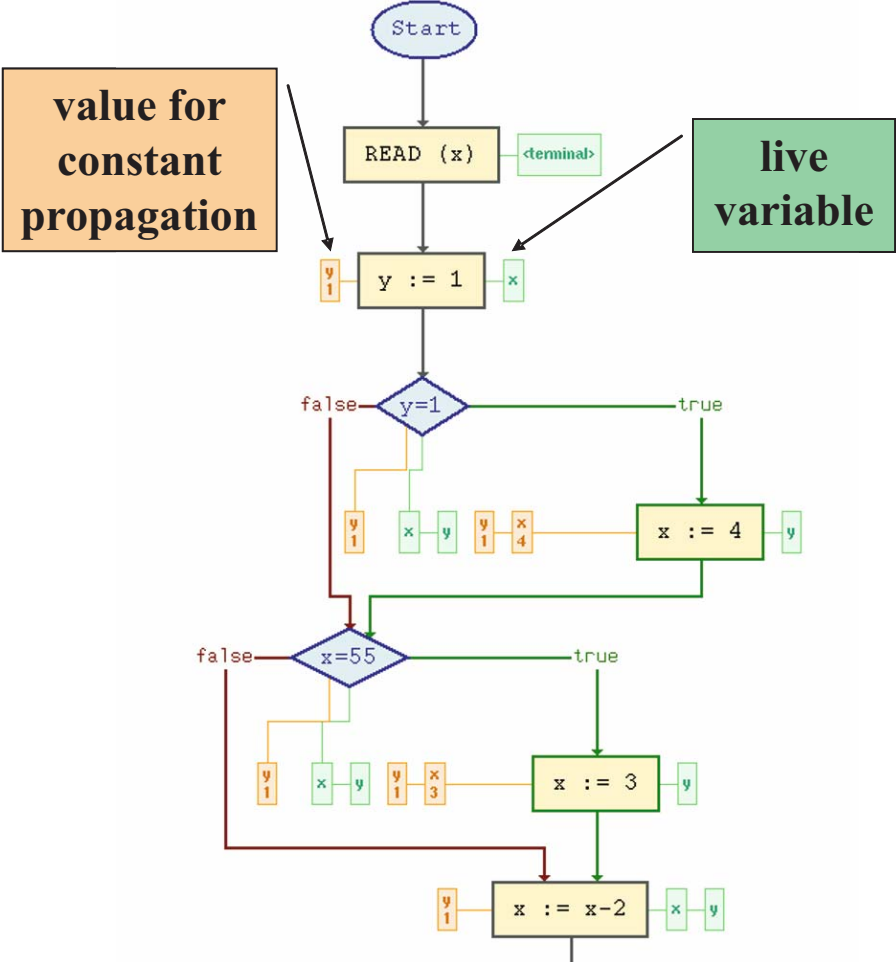 Start
value for
constant
propagation
READ (x)
<terminal>
live
variable
y
1
y := 1
x
false
y=1
true
y
1
x
y
y
1
x
4
x := 4
y
false
x=55
true
y
1
x
y
y
1
x
3
x := 3
y
y
1
x := x-2
x
y